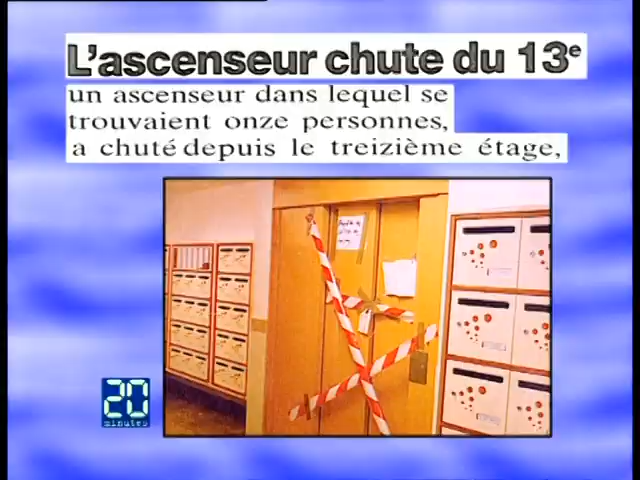 L'ascenseur chute du 13e
un ascenseur dans lequel se
trouvaient onze personnes,
a chuté depuis le treizième étage,
20
minutes